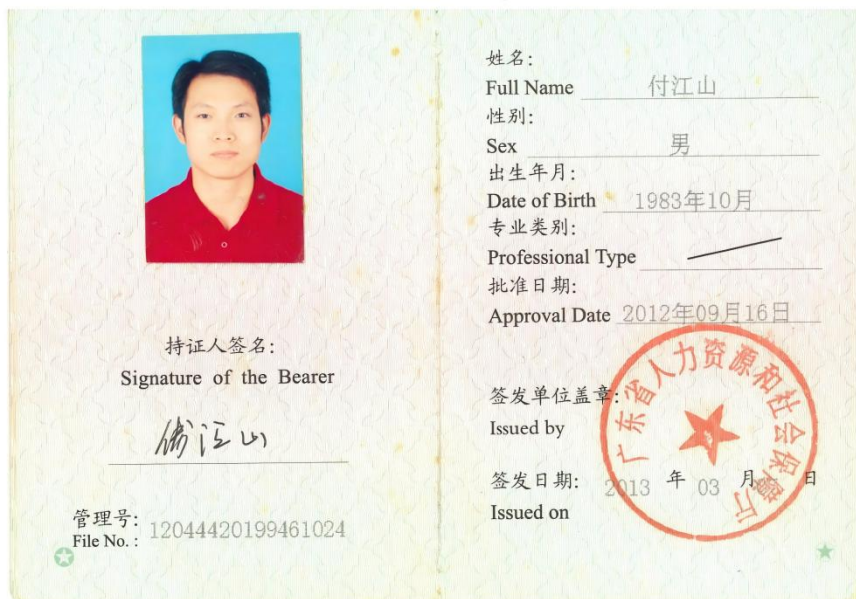 持证人签名:
Signature of the Bearer
付江山
管理号:
File No. :
12044420199461024
姓名:
Full Name 付江山
性别:
Sex 男
出生年月:
Date of Birth 1983年10月
专业类别:
Professional Type
批准日期:
Approval Date 2012年09月16日
签发单位盖章:
Issued by
广东省人力资源和社会保障厅
签发日期: 2013 年 03 月 日
Issued on